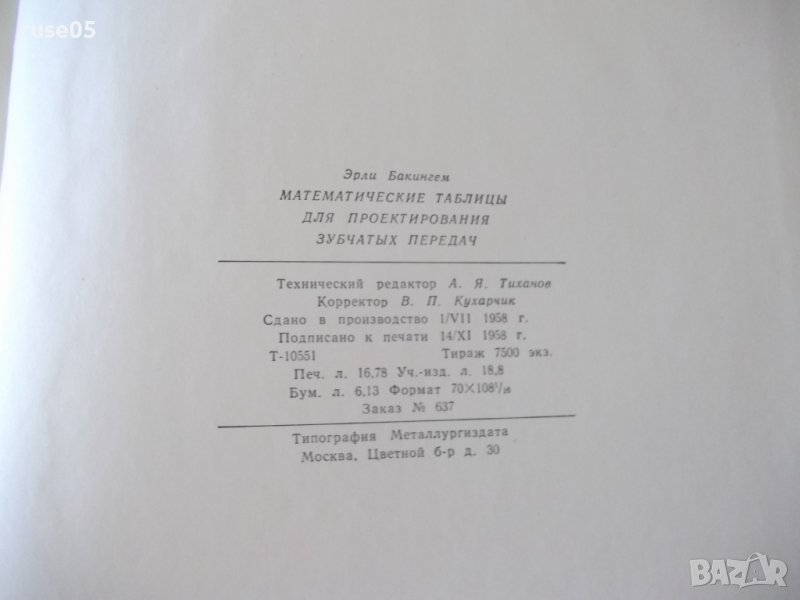 ruse05
Эрли Бакингем
МАТЕМАТИЧЕСКИЕ ТАБЛИЦЫ
ДЛЯ ПРОЕКТИРОВАНИЯ
ЗУБЧАТЫХ ПЕРЕДАЧ
Технический редактор А. Я. Тиханов
Корректор В. П. Кухарчик
Сдано в производство 1/VII 1958 г.
Подписано к печати 14/XI 1958 г.
Т-10551 Тираж 7500 экз.
Печ. л. 16,78 Уч.-изд. л. 18,8
Бум. л. 6,13 Формат 70×108¹/₁₆
Заказ № 637
Типография Металлургиздата
Москва, Цветной б-р д. 30
BAZAR